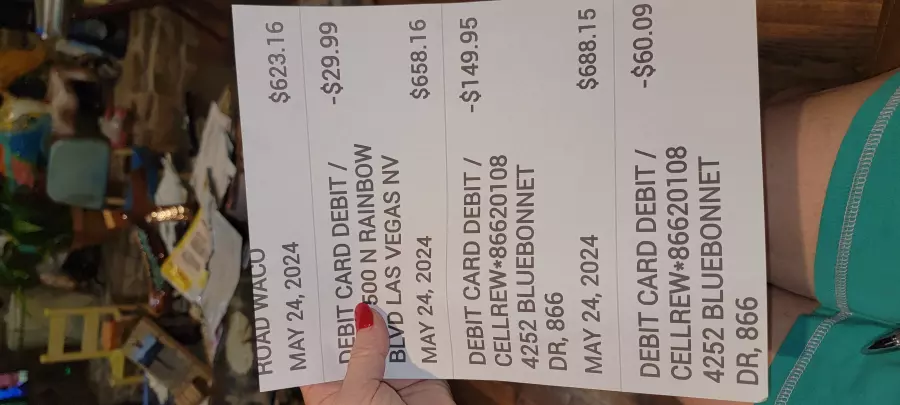 ROAD WACO
MAY 24, 2024 $623.16
DEBIT CARD DEBIT / -$29.99
500 N RAINBOW
BLVD LAS VEGAS NV
MAY 24, 2024 $658.16
DEBIT CARD DEBIT / -$149.95
CELLREW*86620108
4252 BLUEBONNET
DR, 866
MAY 24, 2024 $688.15
DEBIT CARD DEBIT / -$60.09
CELLREW*86620108
4252 BLUEBONNET
DR, 866